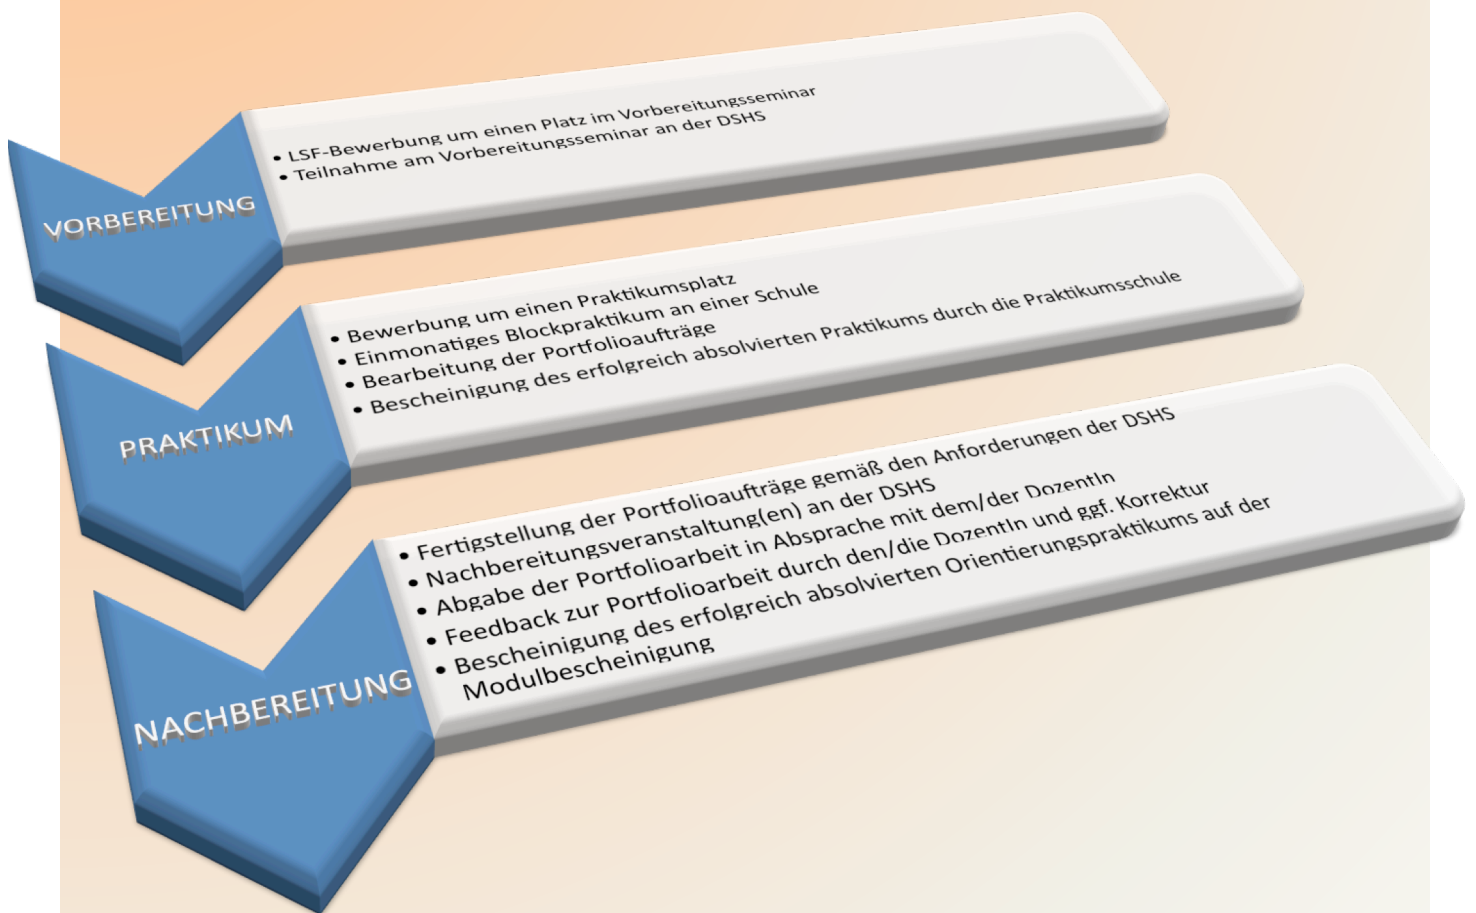 VORBEREITUNG
• LSF-Bewerbung um einen Platz im Vorbereitungsseminar
• Teilnahme am Vorbereitungsseminar an der DSHS
PRAKTIKUM
• Bewerbung um einen Praktikumsplatz
• Einmonatiges Blockpraktikum an einer Schule
• Bearbeitung der Portfolioaufträge
• Bescheinigung des erfolgreich absolvierten Praktikums durch die Praktikumsschule
NACHBEREITUNG
• Fertigstellung der Portfolioaufträge gemäß den Anforderungen der DSHS
• Nachbereitungsveranstaltung(en) an der DSHS
• Abgabe der Portfolioarbeit in Absprache mit dem/der DozentIn
• Feedback zur Portfolioarbeit durch den/die DozentIn und ggf. Korrektur
• Bescheinigung des erfolgreich absolvierten Orientierungspraktikums auf der
Modulbescheinigung